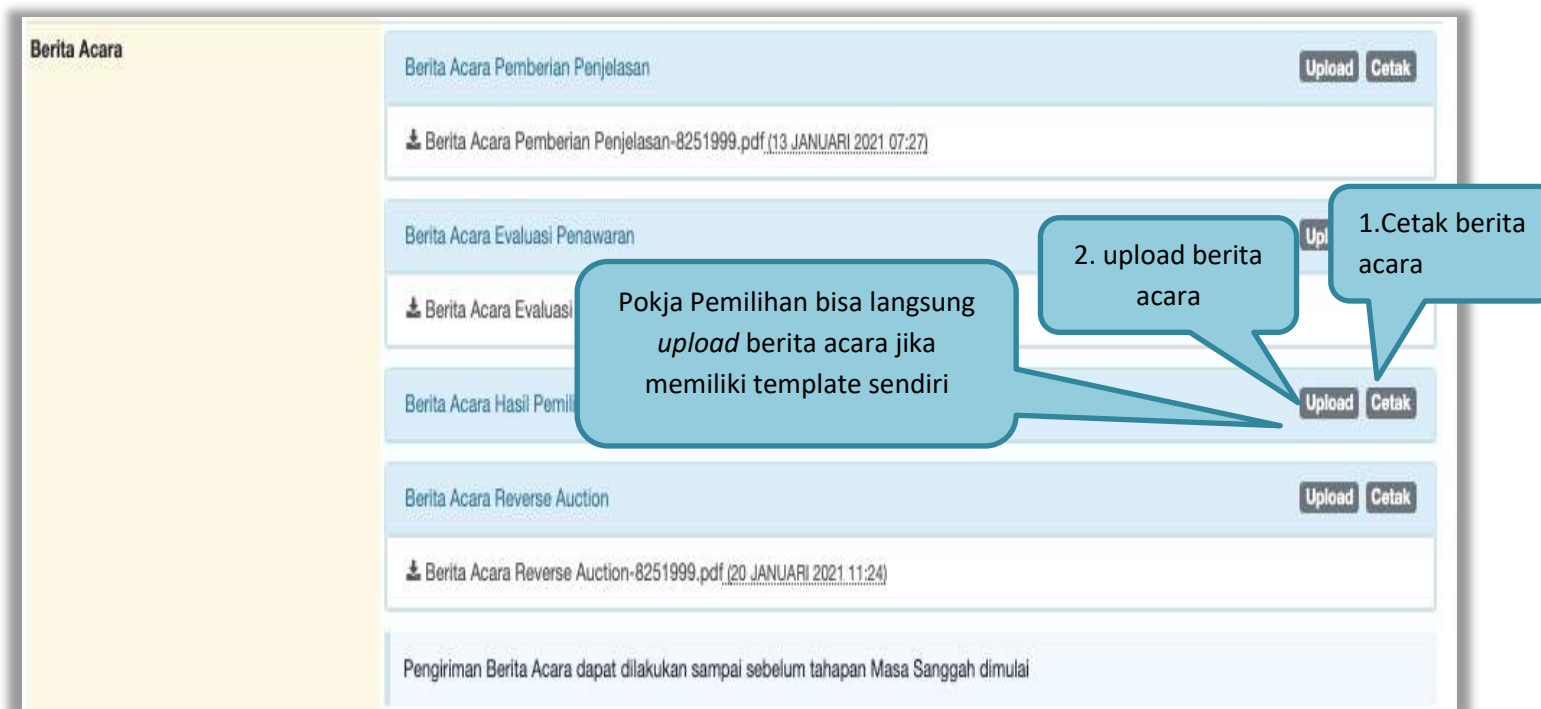 Berita Acara
Berita Acara Pemberian Penjelasan
Upload Cetak
Berita Acara Pemberian Penjelasan-8251999.pdf (13 JANUARI 2021 07:27)
Berita Acara Evaluasi Penawaran
1.Cetak berita
acara
2. upload berita
acara
Berita Acara Evaluasi
Pokja Pemilihan bisa langsung
upload berita acara jika
memiliki template sendiri
Berita Acara Hasil
Upload Cetak
Berita Acara Reverse Auction
Upload Cetak
Berita Acara Reverse Auction-8251999.pdf (20 JANUARI 2021 11:24)
Pengiriman Berita Acara dapat dilakukan sampai sebelum tahapan Masa Sanggah dimulai